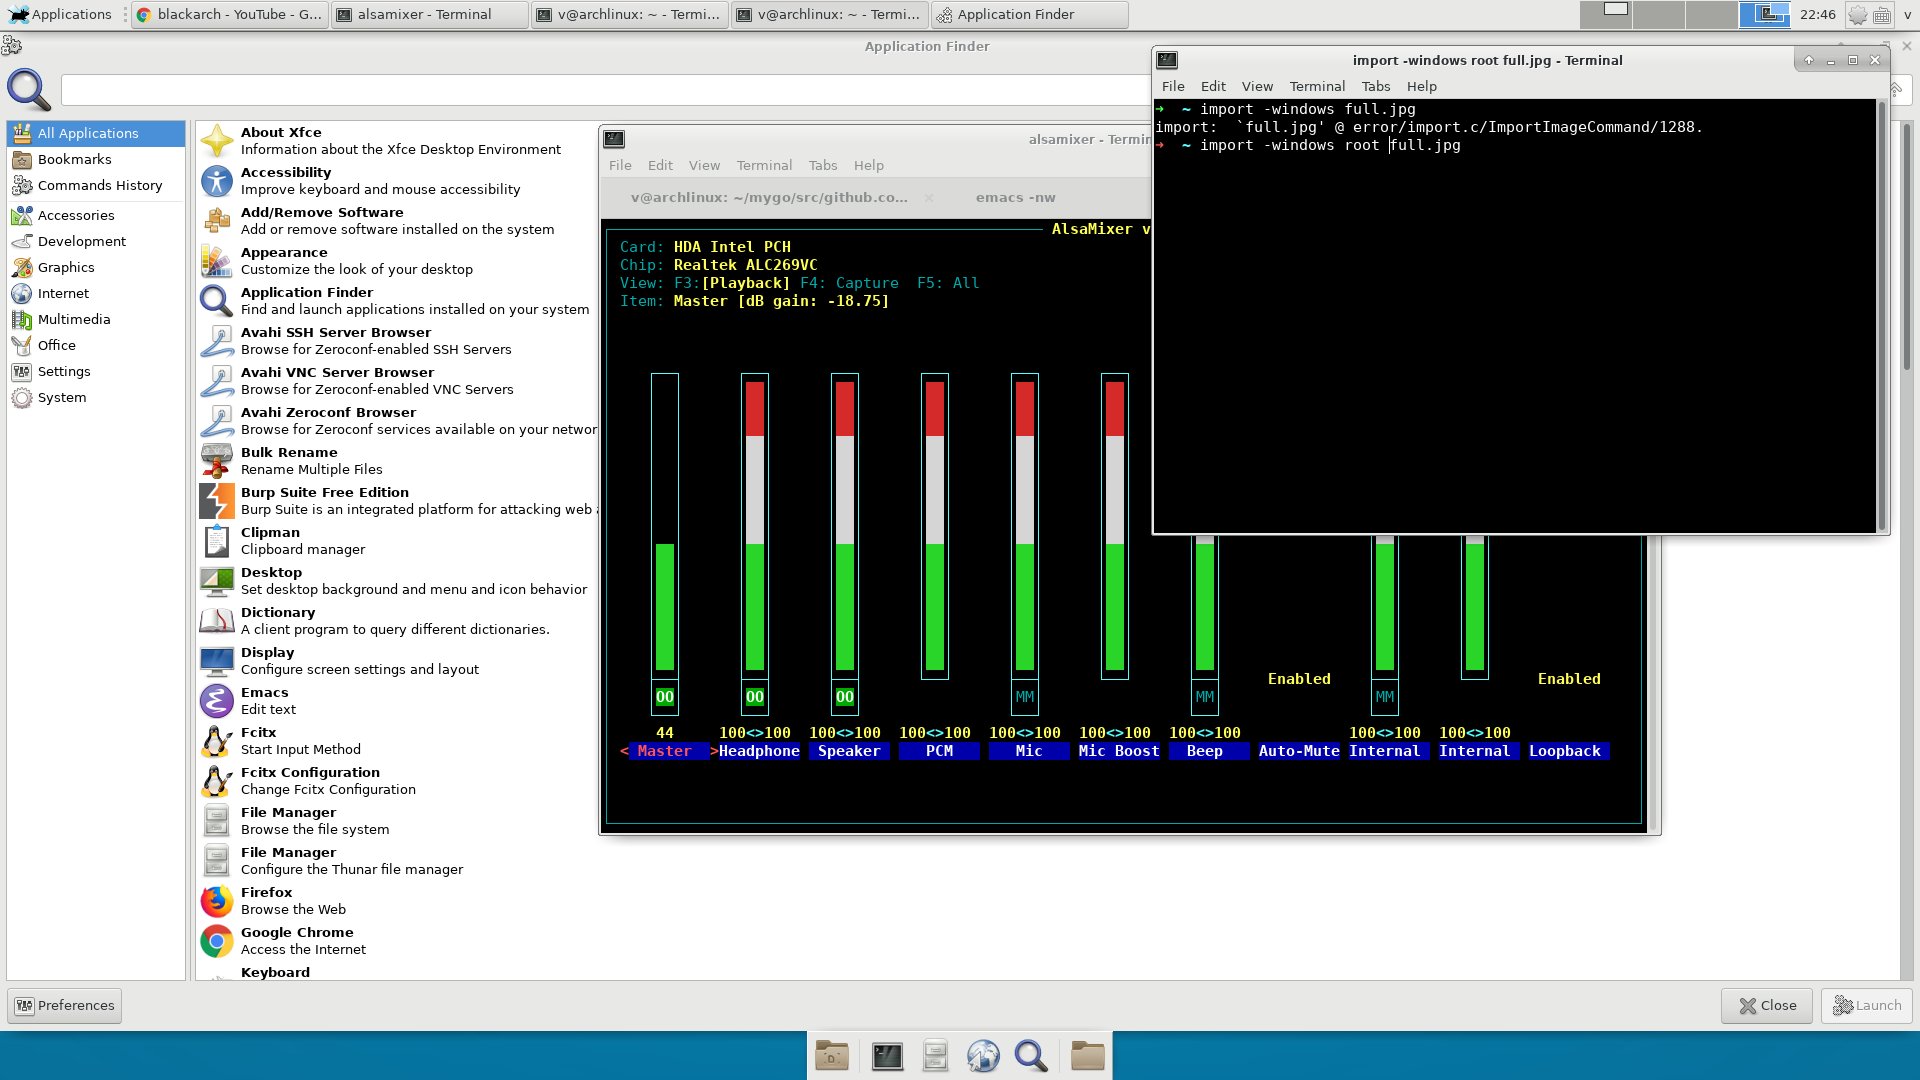 Applications
blackarch - YouTube - G...
alsamixer - Terminal
v@archlinux: ~ - Termi...
v@archlinux: ~ - Termi...
Application Finder
22:46
v
Application Finder
All Applications
Bookmarks
Commands History
Accessories
Development
Graphics
Internet
Multimedia
Office
Settings
System
About Xfce
Information about the Xfce Desktop Environment
Accessibility
Improve keyboard and mouse accessibility
Add/Remove Software
Add or remove software installed on the system
Appearance
Customize the look of your desktop
Application Finder
Find and launch applications installed on your system
Avahi SSH Server Browser
Browse for Zeroconf-enabled SSH Servers
Avahi VNC Server Browser
Browse for Zeroconf-enabled VNC Servers
Avahi Zeroconf Browser
Browse for Zeroconf services available on your networ
Bulk Rename
Rename Multiple Files
Burp Suite Free Edition
Burp Suite is an integrated platform for attacking web
Clipman
Clipboard manager
Desktop
Set desktop background and menu and icon behavior
Dictionary
A client program to query different dictionaries.
Display
Configure screen settings and layout
Emacs
Edit text
Fcitx
Start Input Method
Fcitx Configuration
Change Fcitx Configuration
File Manager
Browse the file system
File Manager
Configure the Thunar file manager
Firefox
Browse the Web
Google Chrome
Access the Internet
Keyboard
Preferences
Close
Launch
alsamixer - Termin
File Edit View Terminal Tabs Help
v@archlinux: ~/mygo/src/github.co...
emacs -nw
AlsaMixer v
Card: HDA Intel PCH
Chip: Realtek ALC269VC
View: F3:[Playback] F4: Capture F5: All
Item: Master [dB gain: -18.75]
Enabled Enabled
OO OO OO MM MM MM
44 100<>100 100<>100 100<>100 100<>100 100<>100 100<>100 100<>100 100<>100
< Master >Headphone Speaker PCM Mic Mic Boost Beep Auto-Mute Internal Internal Loopback
import -windows root full.jpg - Terminal
File Edit View Terminal Tabs Help
➜ ~ import -windows full.jpg
import: `full.jpg' @ error/import.c/ImportImageCommand/1288.
➜ ~ import -windows root full.jpg